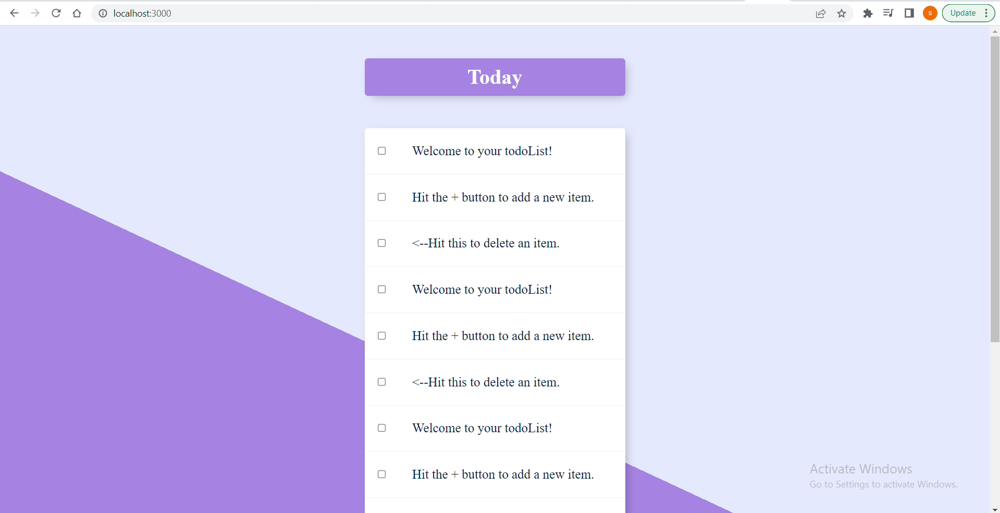 localhost:3000
S
Update
Today
Welcome to your todoList!
Hit the + button to add a new item.
<--Hit this to delete an item.
Welcome to your todoList!
Hit the + button to add a new item.
<--Hit this to delete an item.
Welcome to your todoList!
Hit the + button to add a new item.
Activate Windows
Go to Settings to activate Windows.